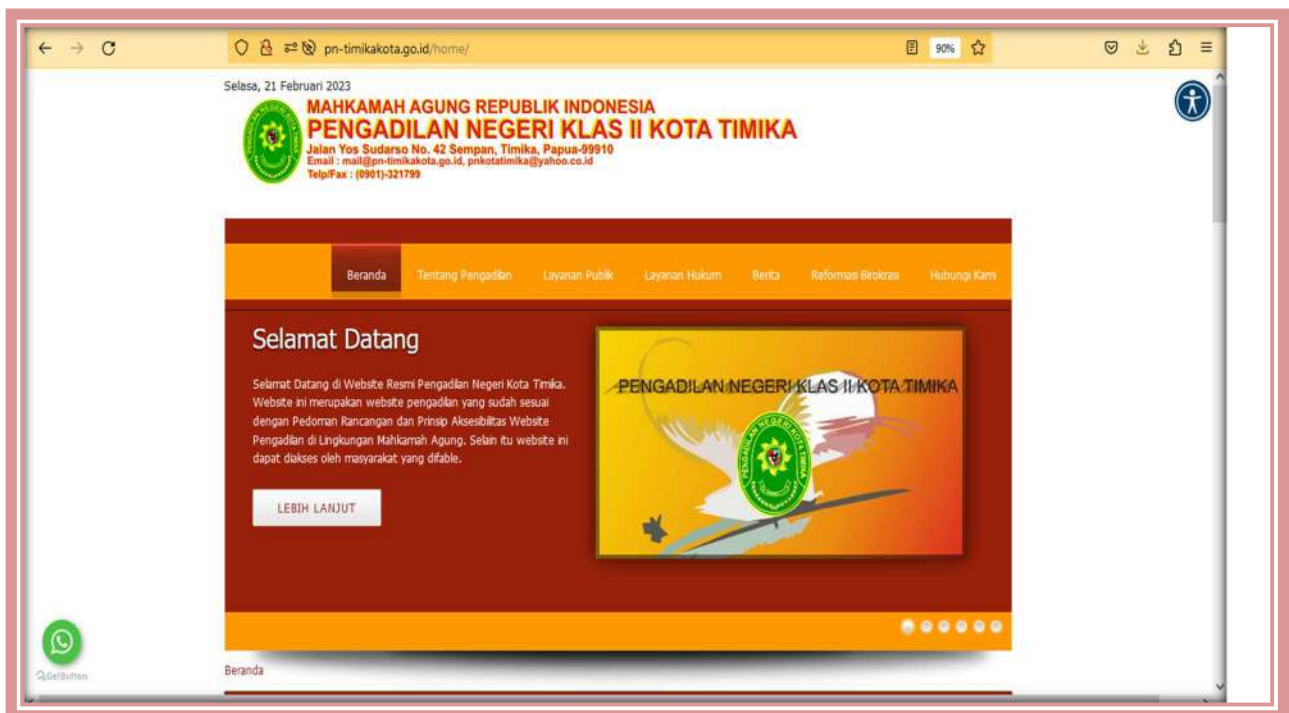 pn-timikakota.go.id/home/
90%
Selasa, 21 Februari 2023
MAHKAMAH AGUNG REPUBLIK INDONESIA
PENGADILAN NEGERI KLAS II KOTA TIMIKA
Jalan Yos Sudarso No. 42 Sempan, Timika, Papua-99910
Email : mail@pn-timikakota.go.id, pnkotatimika@yahoo.co.id
Telp/Fax : (0901)-321799
Beranda
Tentang Pengadilan
Layanan Publik
Layanan Hukum
Berita
Reformasi Birokrasi
Hubungi Kami
Selamat Datang
Selamat Datang di Website Resmi Pengadilan Negeri Kota Timika.
Website ini merupakan website pengadilan yang sudah sesuai
dengan Pedoman Rancangan dan Prinsip Aksesibilitas Website
Pengadilan di Lingkungan Mahkamah Agung. Selain itu website ini
dapat diakses oleh masyarakat yang difable.
LEBIH LANJUT
PENGADILAN NEGERI KLAS II KOTA TIMIKA
PENGADILAN NEGERI KOTA TIMIKA
GetButton
Beranda